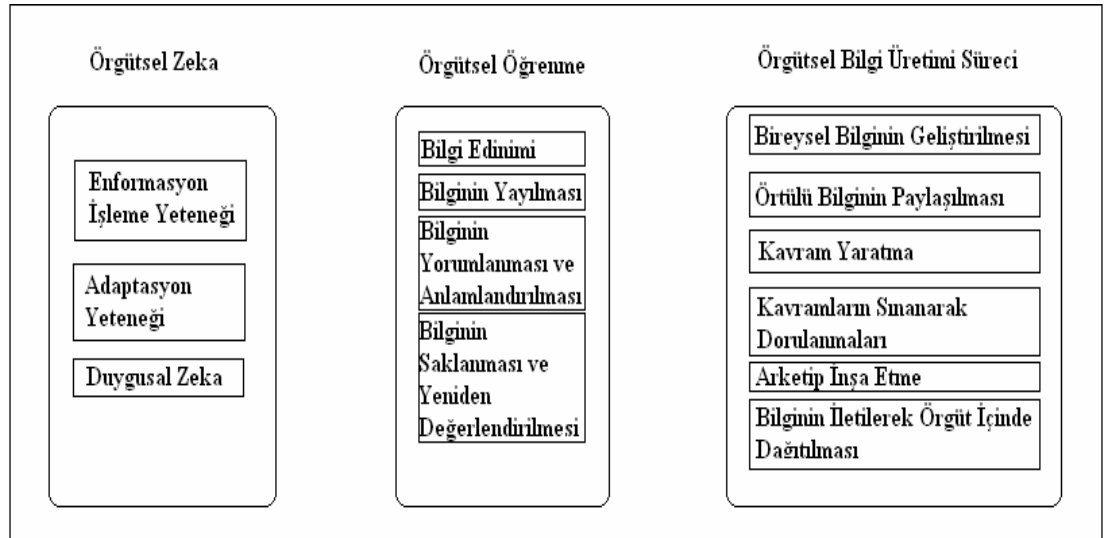 Örgütsel Zeka
Enformasyon
İşleme Yeteneği
Adaptasyon
Yeteneği
Duygusal Zeka
Örgütsel Öğrenme
Bilgi Edinimi
Bilginin Yayılması
Bilginin
Yorumlanması ve
Anlamlandırılması
Bilginin
Saklanması ve
Yeniden
Değerlendirilmesi
Örgütsel Bilgi Üretimi Süreci
Bireysel Bilginin Geliştirilmesi
Örtülü Bilginin Paylaşılması
Kavram Yaratma
Kavramların Sınanarak
Dorulanmaları
Arketip İnşa Etme
Bilginin İletilerek Örgüt İçinde
Dağıtılması